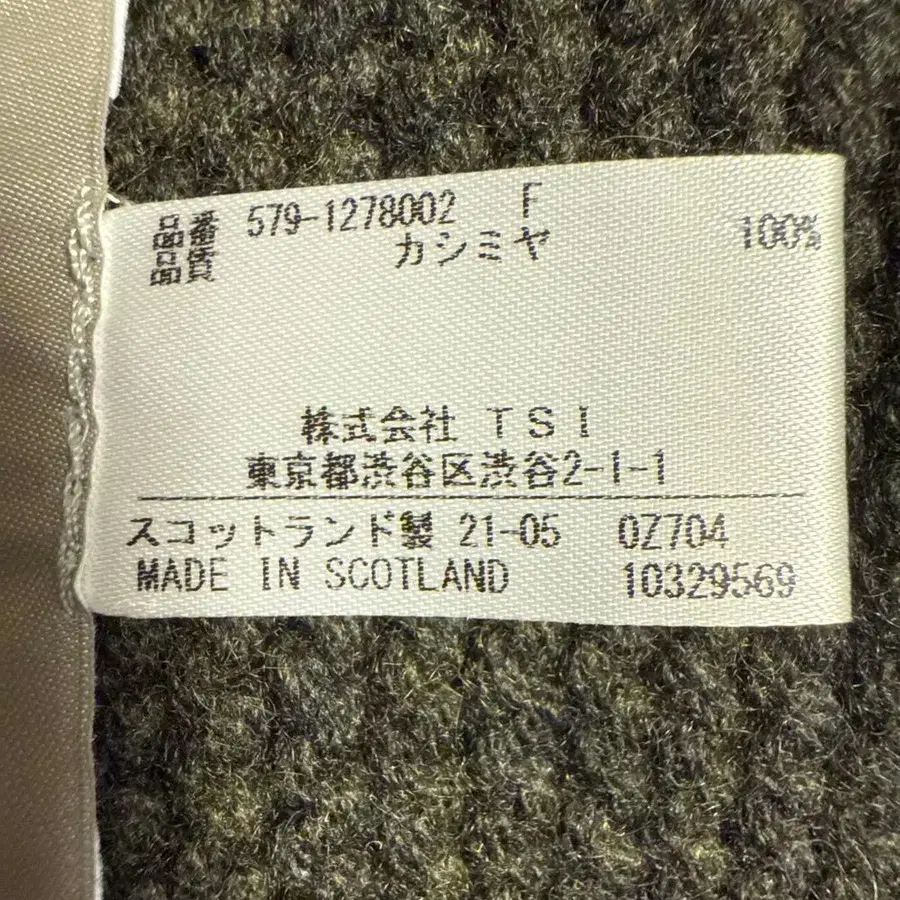 品番 579-1278002 F
品質 カシミヤ 100%
株式会社 TSI
東京都渋谷区渋谷2-1-1
スコットランド製 21-05 0Z704
MADE IN SCOTLAND 10329569